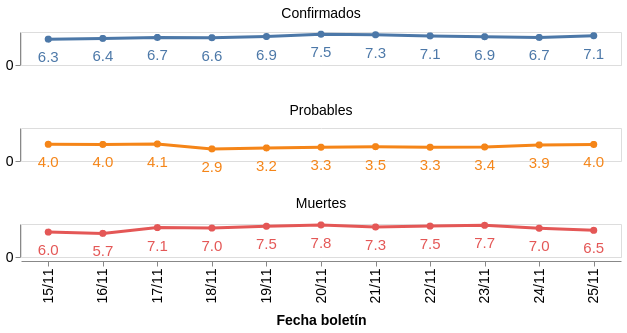 Confirmados
0
6.3 6.4 6.7 6.6 6.9 7.5 7.3 7.1 6.9 6.7 7.1
Probables
0
4.0 4.0 4.1 2.9 3.2 3.3 3.5 3.3 3.4 3.9 4.0
Muertes
0
6.0 5.7 7.1 7.0 7.5 7.8 7.3 7.5 7.7 7.0 6.5
15/11 16/11 17/11 18/11 19/11 20/11 21/11 22/11 23/11 24/11 25/11
Fecha boletín